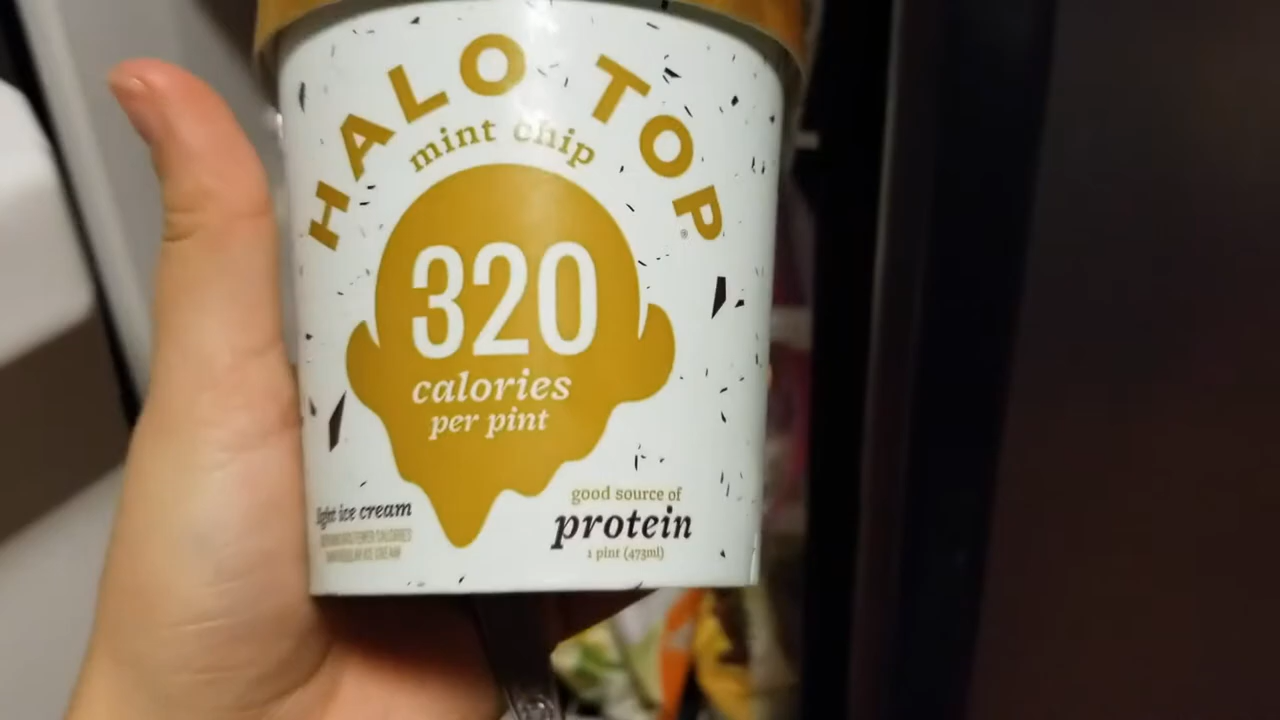 HALO TOP®
mint chip
320
calories
per pint
light ice cream
good source of
protein
1 pint (473ml)